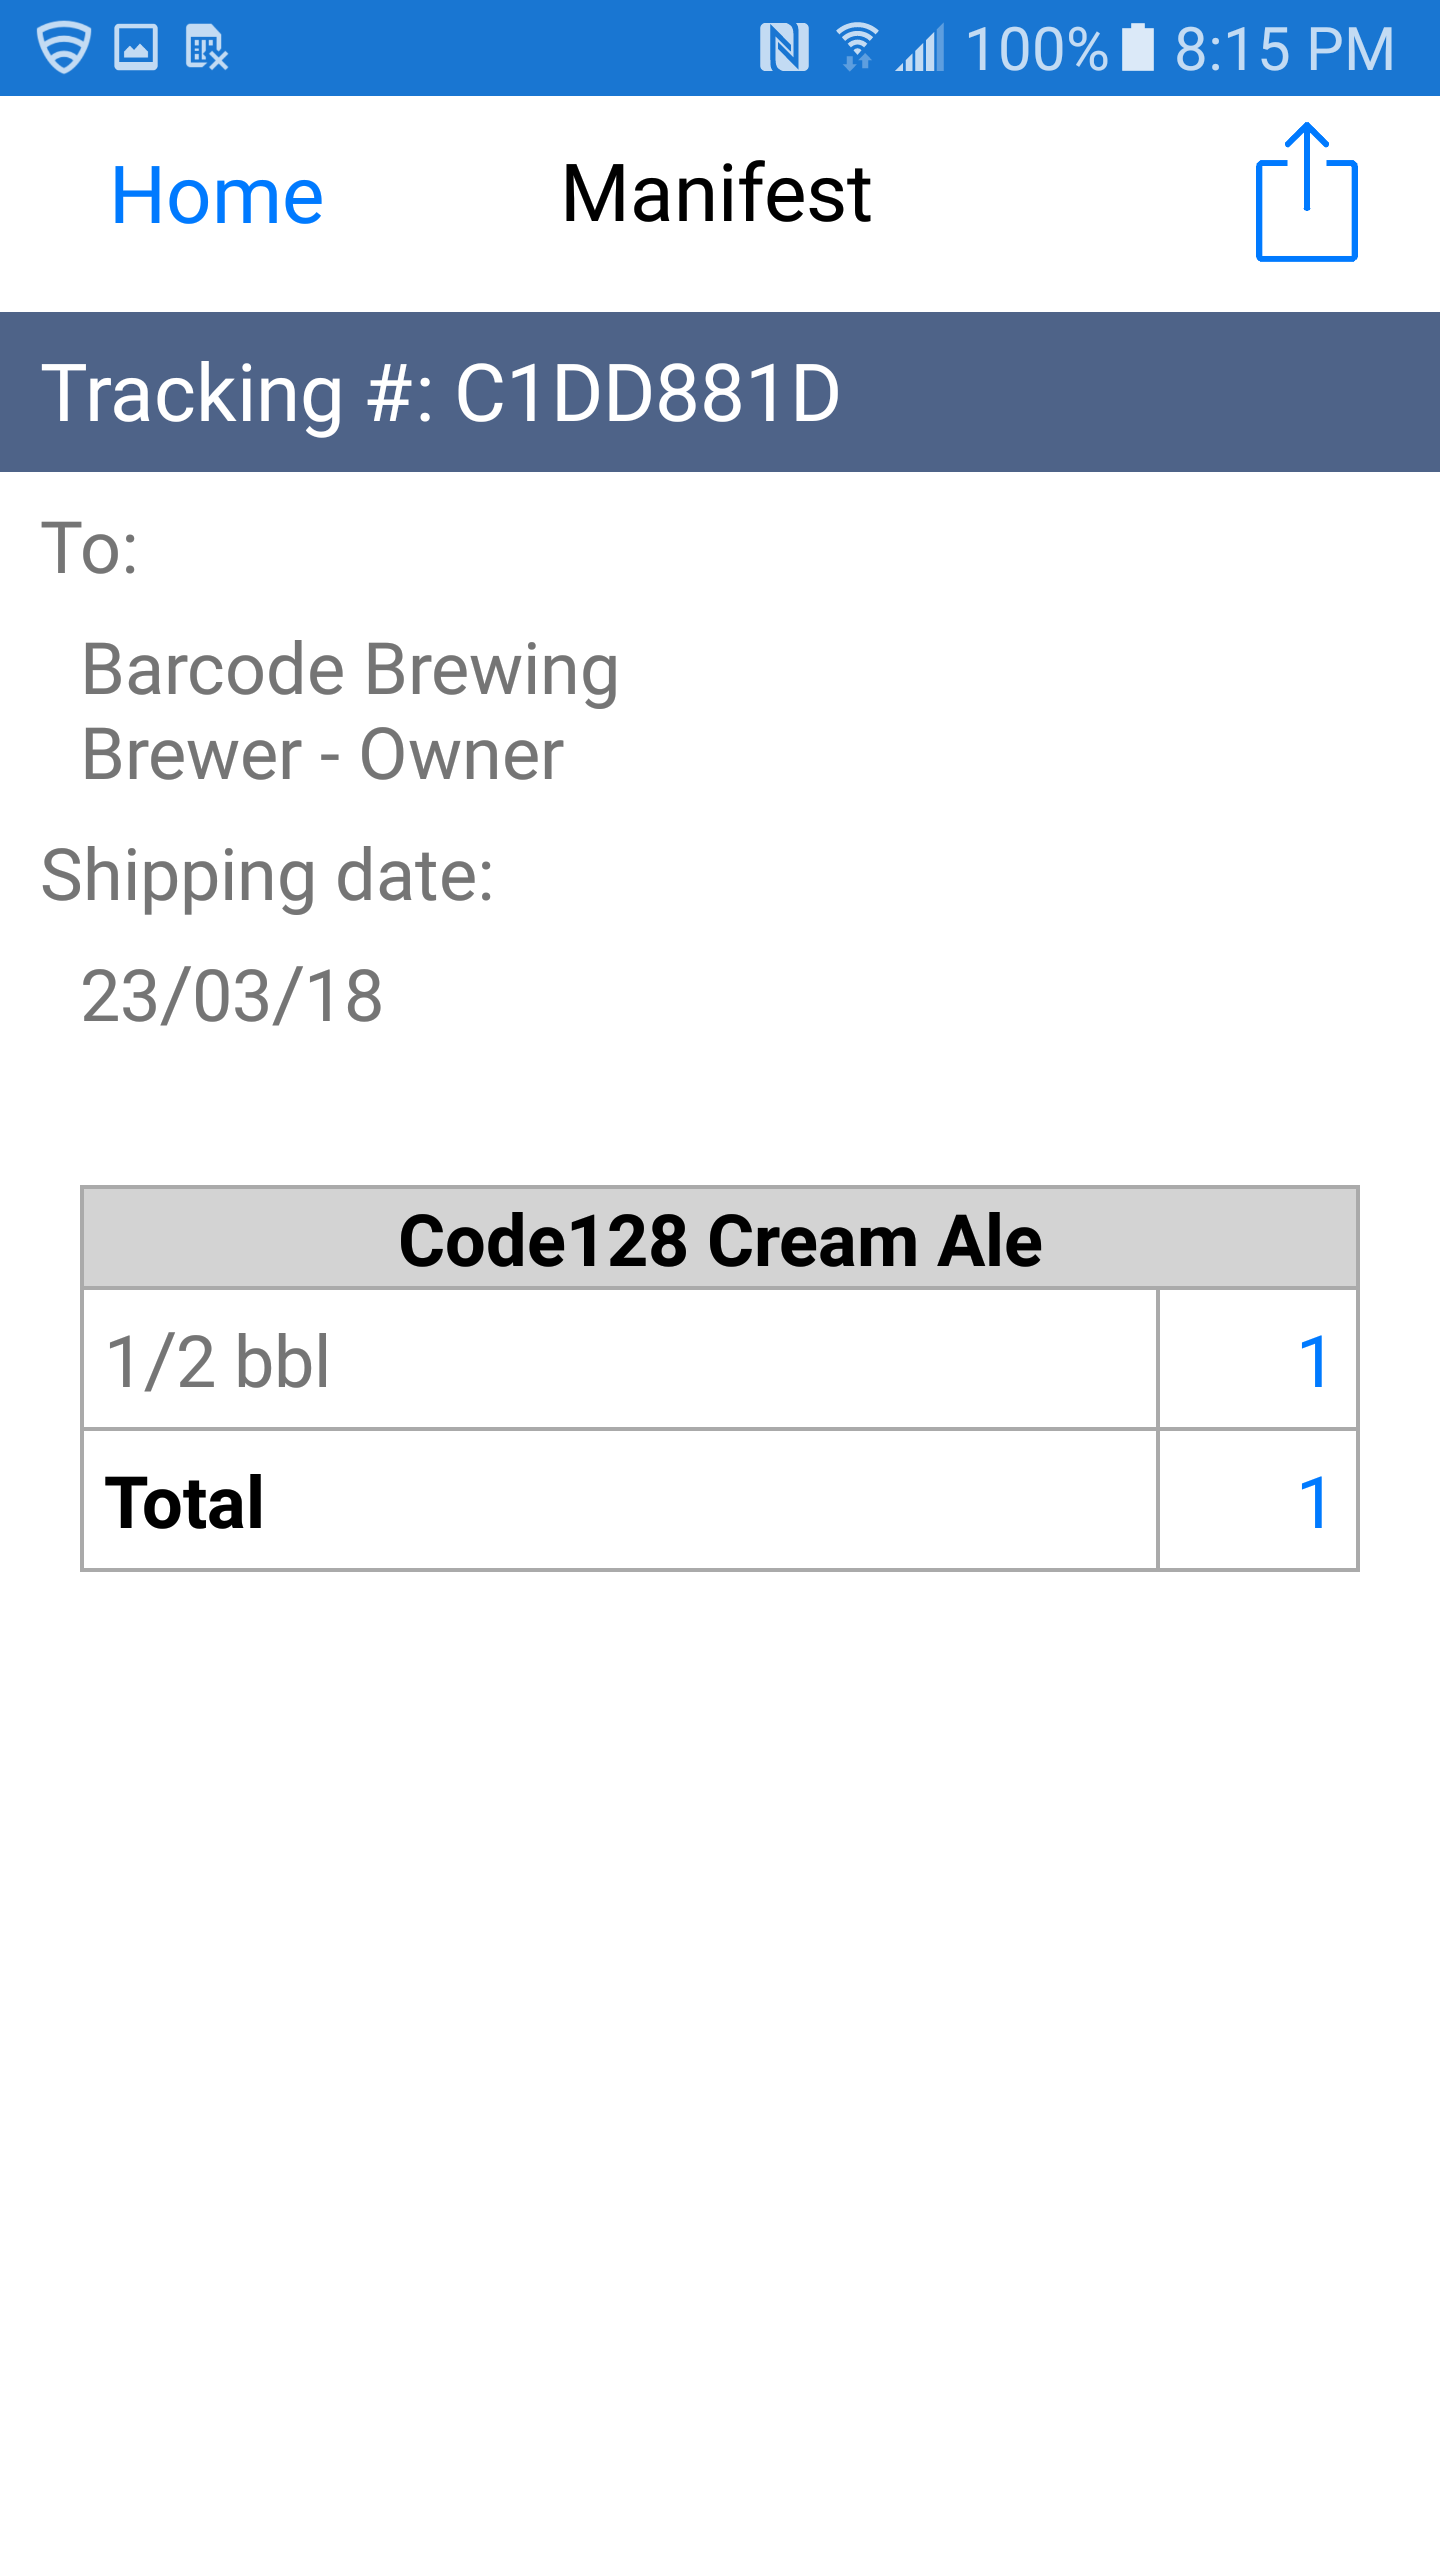 100% 8:15 PM
Home Manifest
Tracking #: C1DD881D
To:
Barcode Brewing
Brewer - Owner
Shipping date:
23/03/18
Code128 Cream Ale
1/2 bbl 1
Total 1